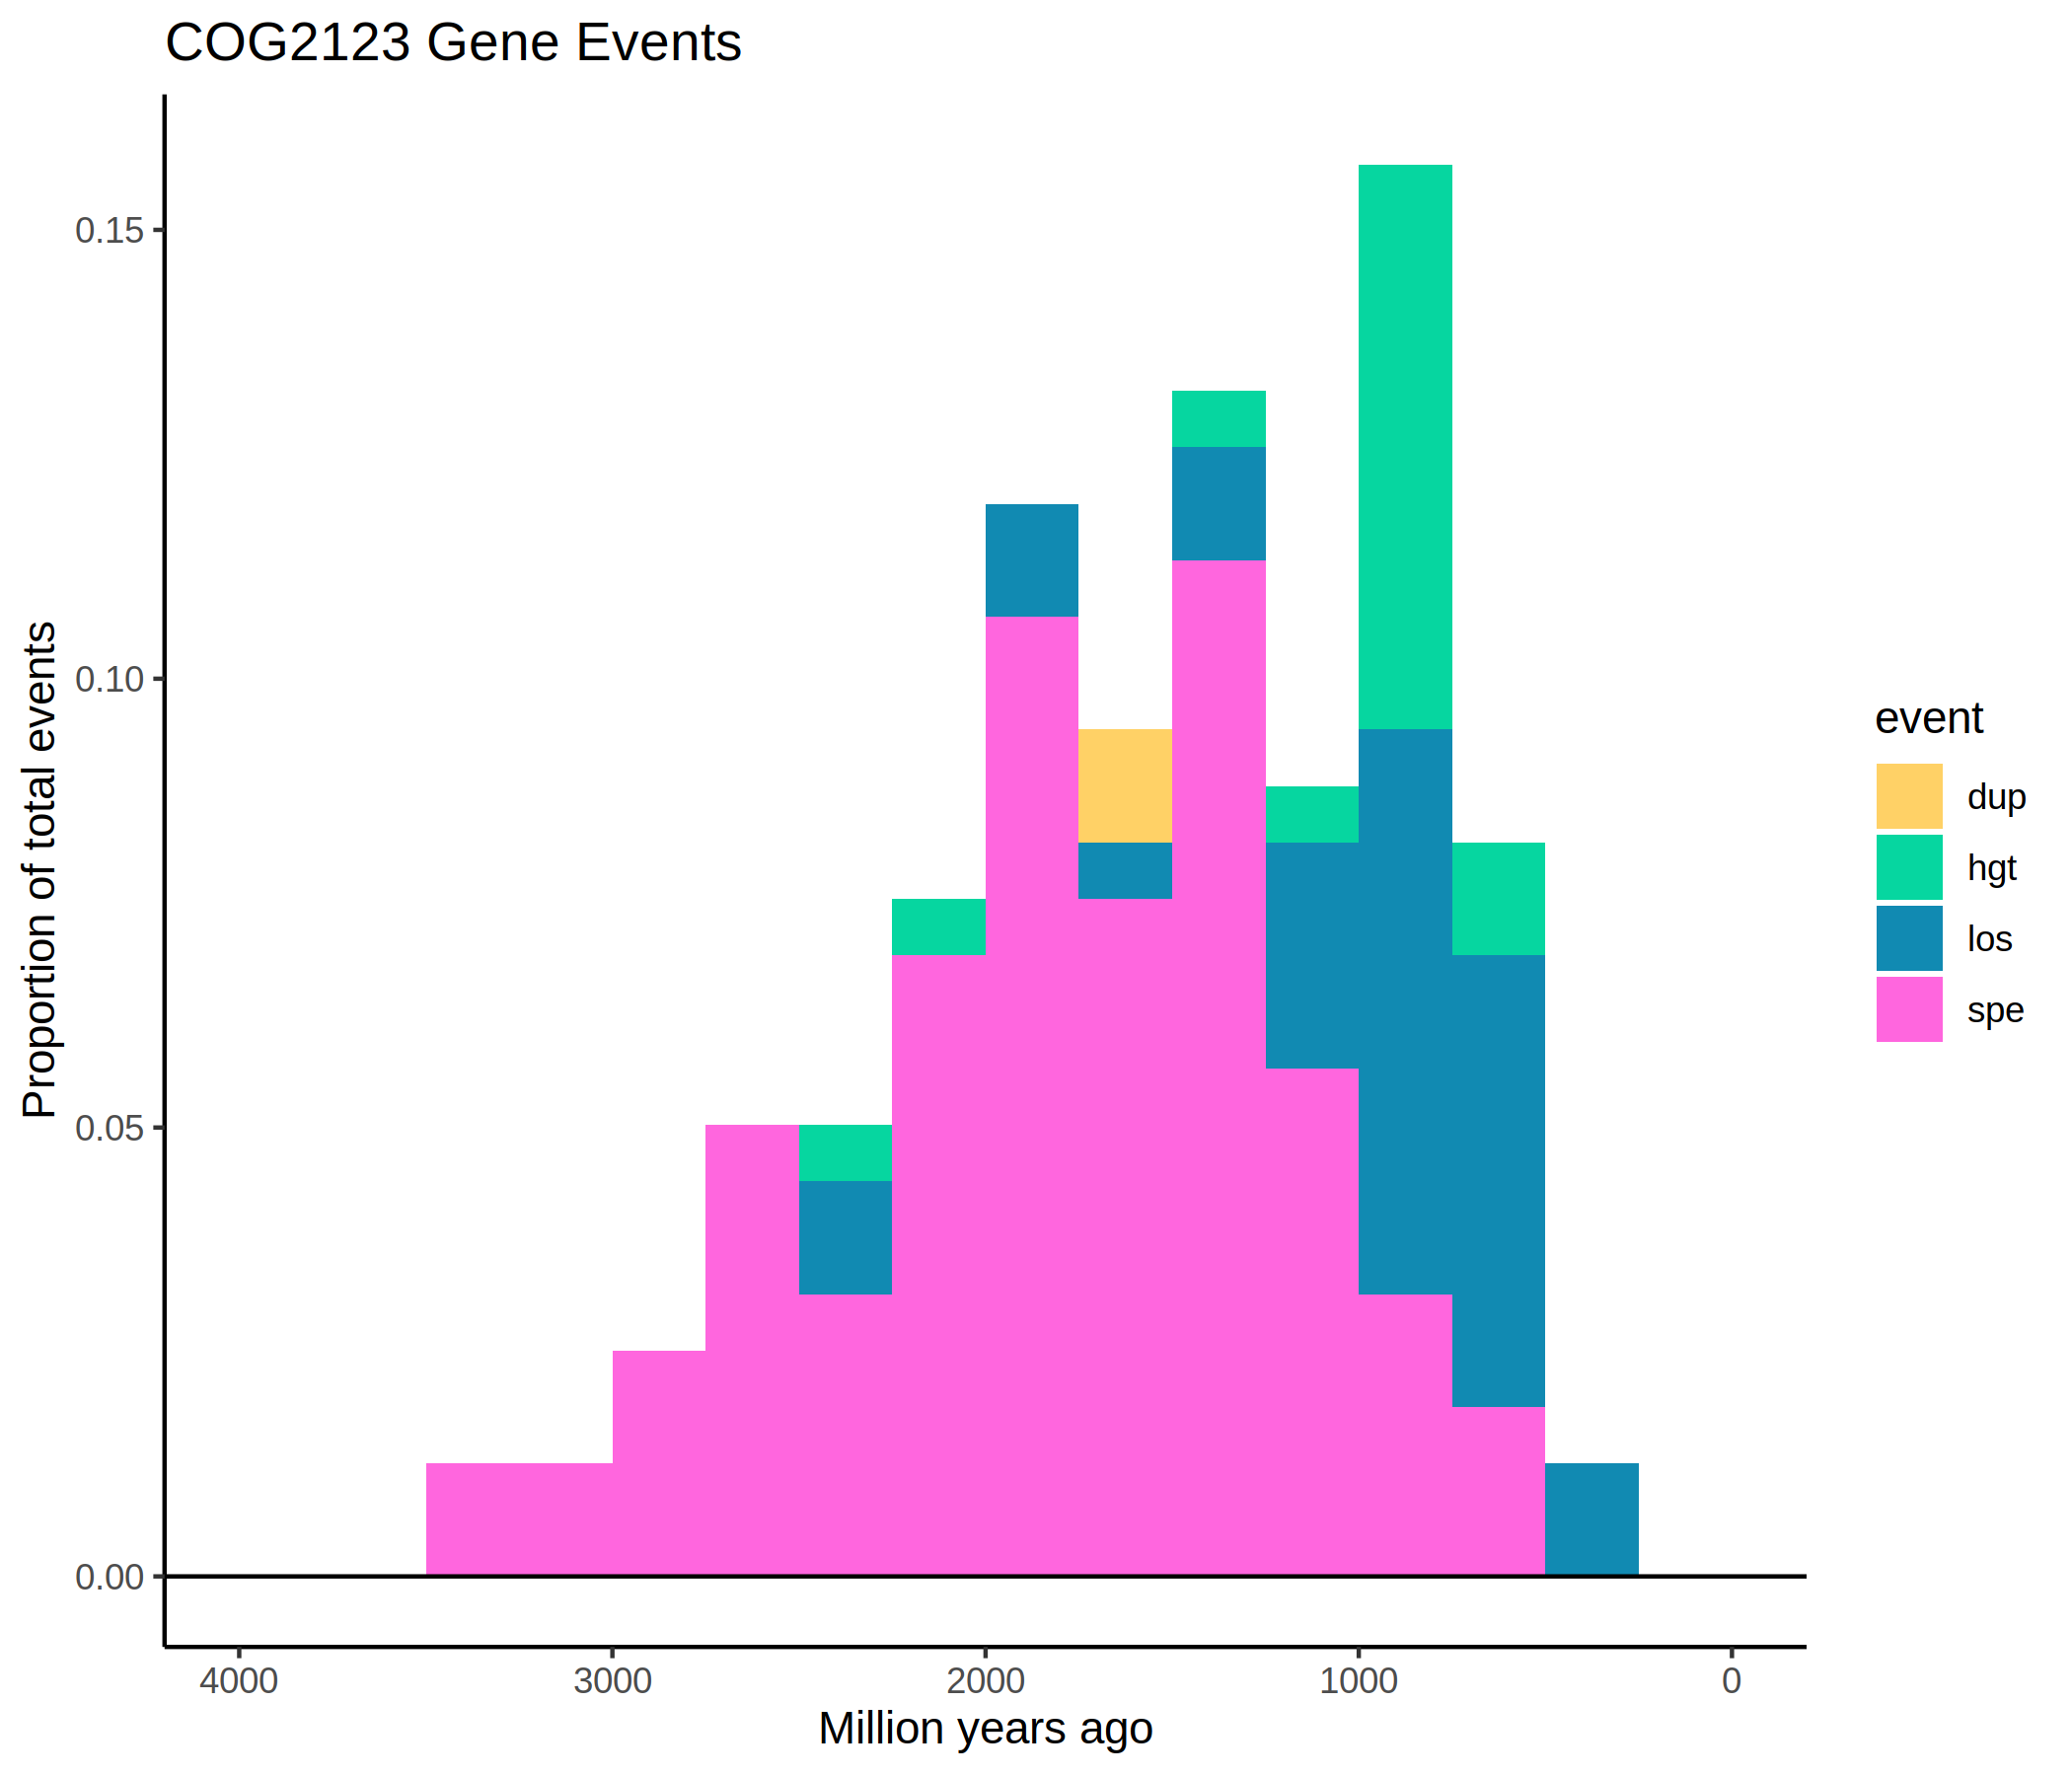 COG2123 Gene Events
Proportion of total events
0.15
0.10
0.05
0.00
4000
3000
2000
1000
0
Million years ago
event
dup
hgt
los
spe